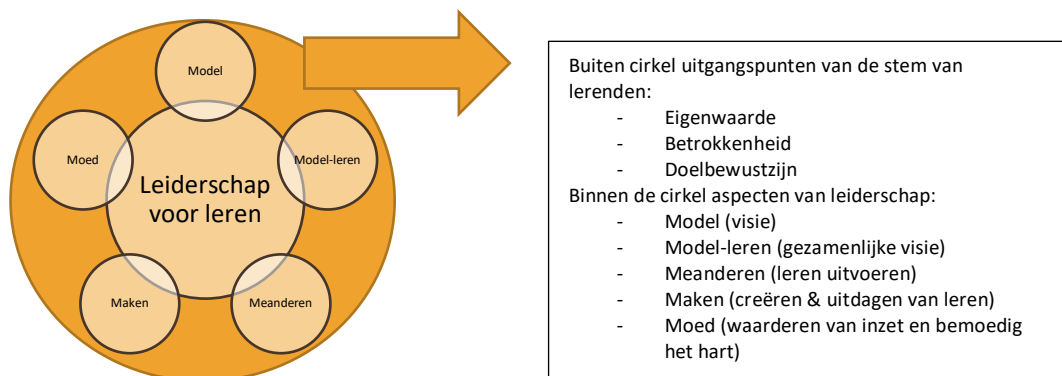 Model
Moed
Model-leren
Leiderschap
voor leren
Maken
Meanderen
Buiten cirkel uitgangspunten van de stem van
lerenden:
- Eigenwaarde
- Betrokkenheid
- Doelbewustzijn
Binnen de cirkel aspecten van leiderschap:
- Model (visie)
- Model-leren (gezamenlijke visie)
- Meanderen (leren uitvoeren)
- Maken (creëren & uitdagen van leren)
- Moed (waarderen van inzet en bemoedig
het hart)